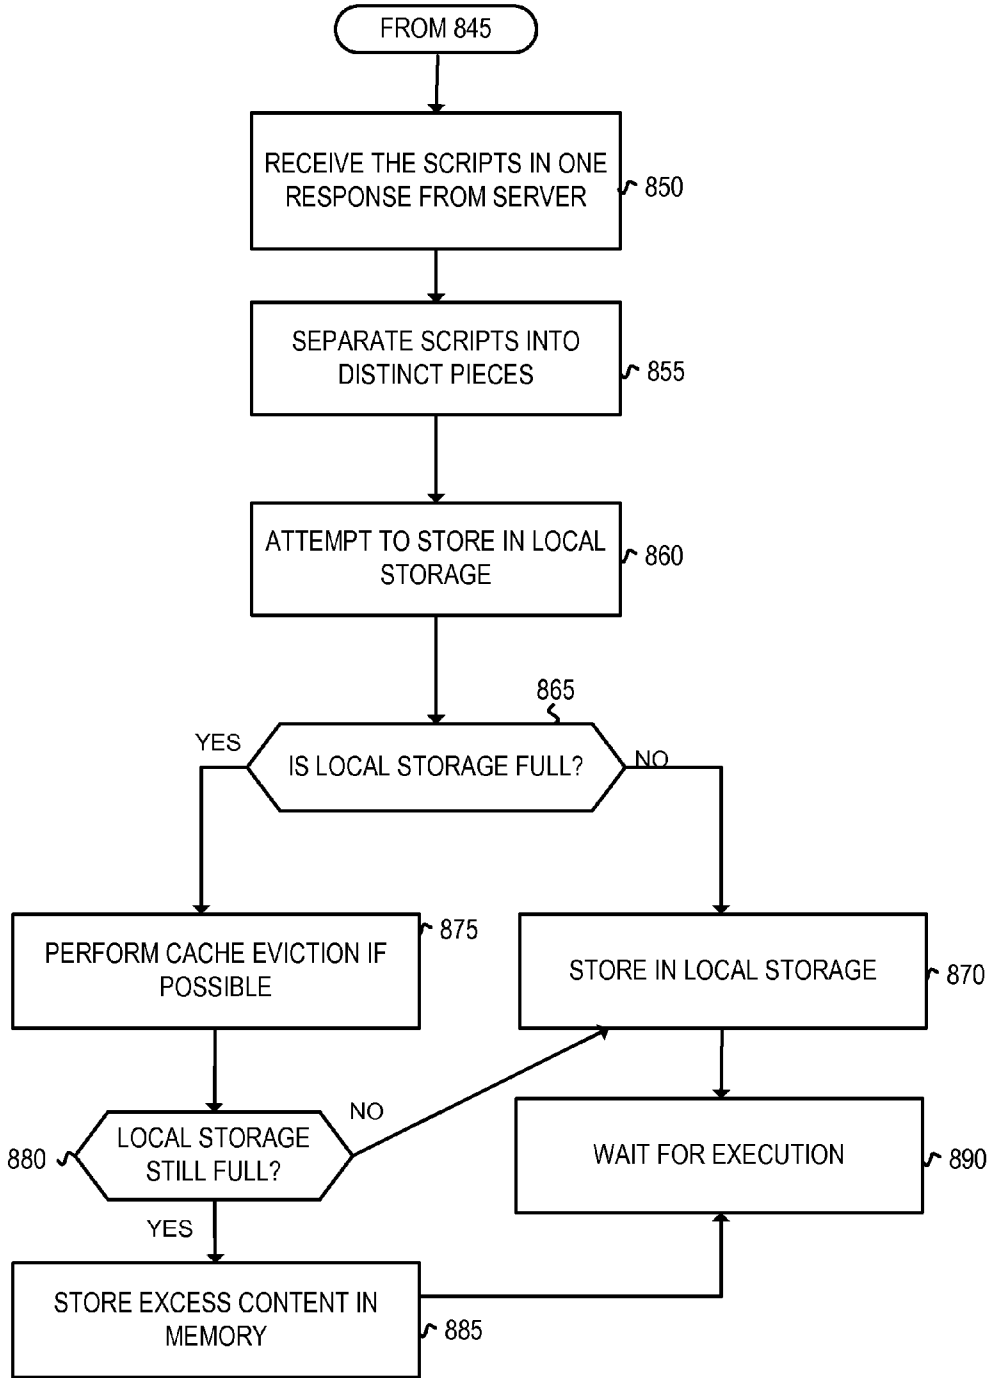 FROM 845
RECEIVE THE SCRIPTS IN ONE
RESPONSE FROM SERVER
850
SEPARATE SCRIPTS INTO
DISTINCT PIECES
855
ATTEMPT TO STORE IN LOCAL
STORAGE
860
865
YES
IS LOCAL STORAGE FULL?
NO
PERFORM CACHE EVICTION IF
POSSIBLE
875
STORE IN LOCAL STORAGE
870
NO
LOCAL STORAGE
STILL FULL?
880
WAIT FOR EXECUTION
890
YES
STORE EXCESS CONTENT IN
MEMORY
885